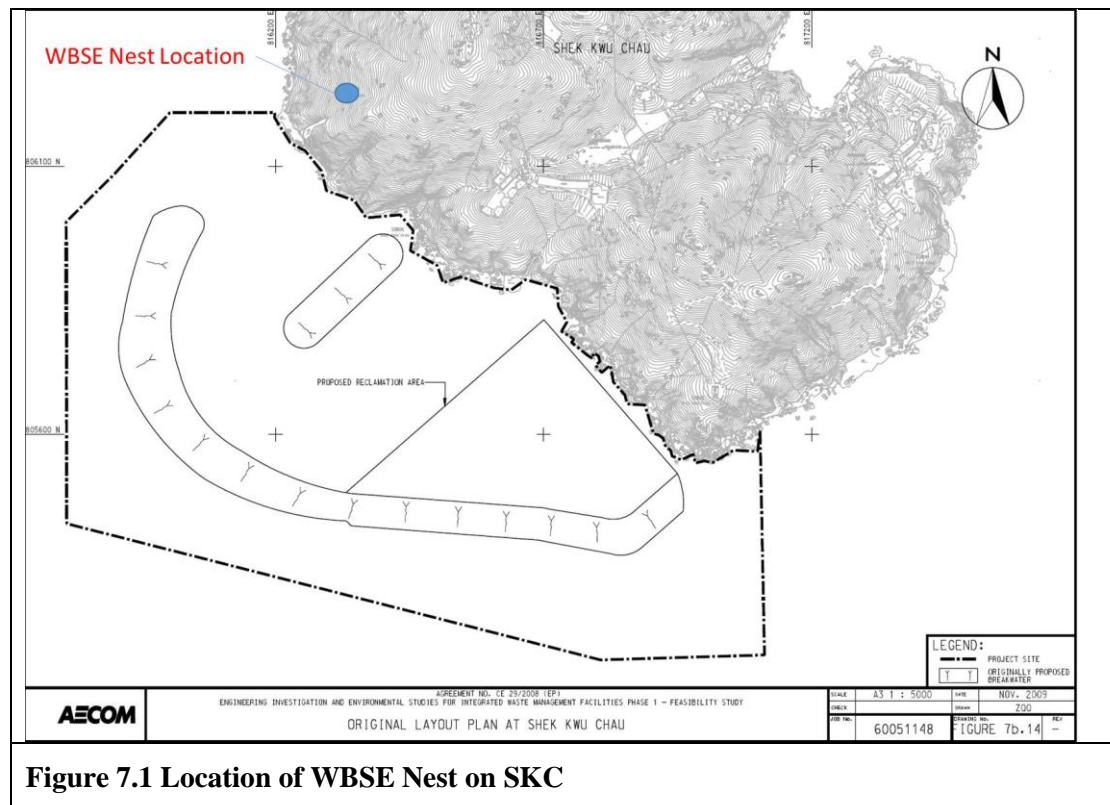 816200 E
816700 E
817200 E
SHEK KWU CHAU
WBSE Nest Location
N
806100 N
PROPOSED RECLAMATION AREA
805600 N
LEGEND:
PROJECT SITE
ORIGINALLY PROPOSED
BREAKWATER
AECOM
AGREEMENT NO. CE 29/2008 (EP)
ENGINEERING INVESTIGATION AND ENVIRONMENTAL STUDIES FOR INTEGRATED WASTE MANAGEMENT FACILITIES PHASE 1 - FEASIBILITY STUDY
ORIGINAL LAYOUT PLAN AT SHEK KWU CHAU
SCALE A3 1 : 5000 DATE NOV. 2009
CHECK DRAWN ZQO
JOB No. 60051148 DRAWING No. FIGURE 7b.14 REV -
Figure 7.1 Location of WBSE Nest on SKC